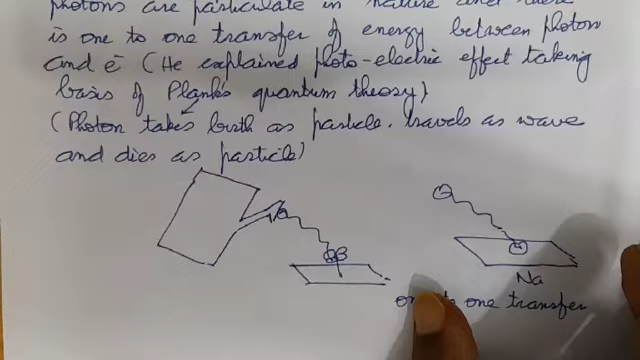 photons are particulate in nature and there
is one to one transfer of energy between photon
and e- (He explained photo-electric effect taking
basis of Plank's quantum theory)
(Photon takes birth as particle, travels as wave
and dies as particle)
Na
to one transfer